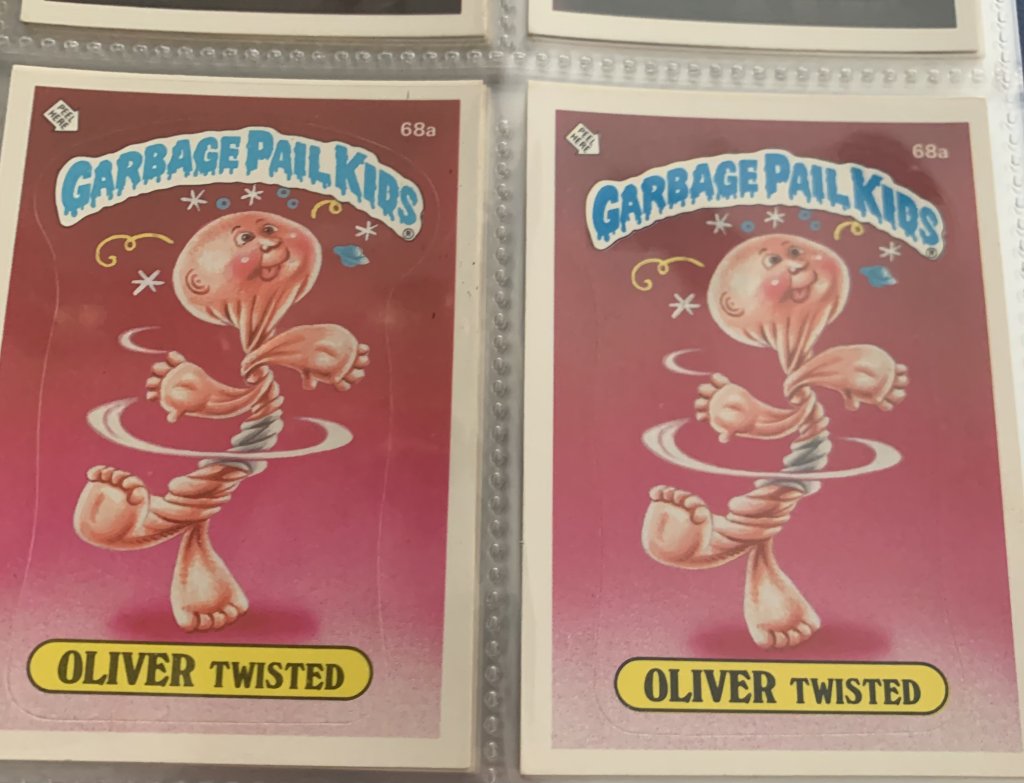 PEEL HERE
68a
GARBAGE PAIL KIDS
®
OLIVER TWISTED
PEEL HERE
68a
GARBAGE PAIL KIDS
®
OLIVER TWISTED